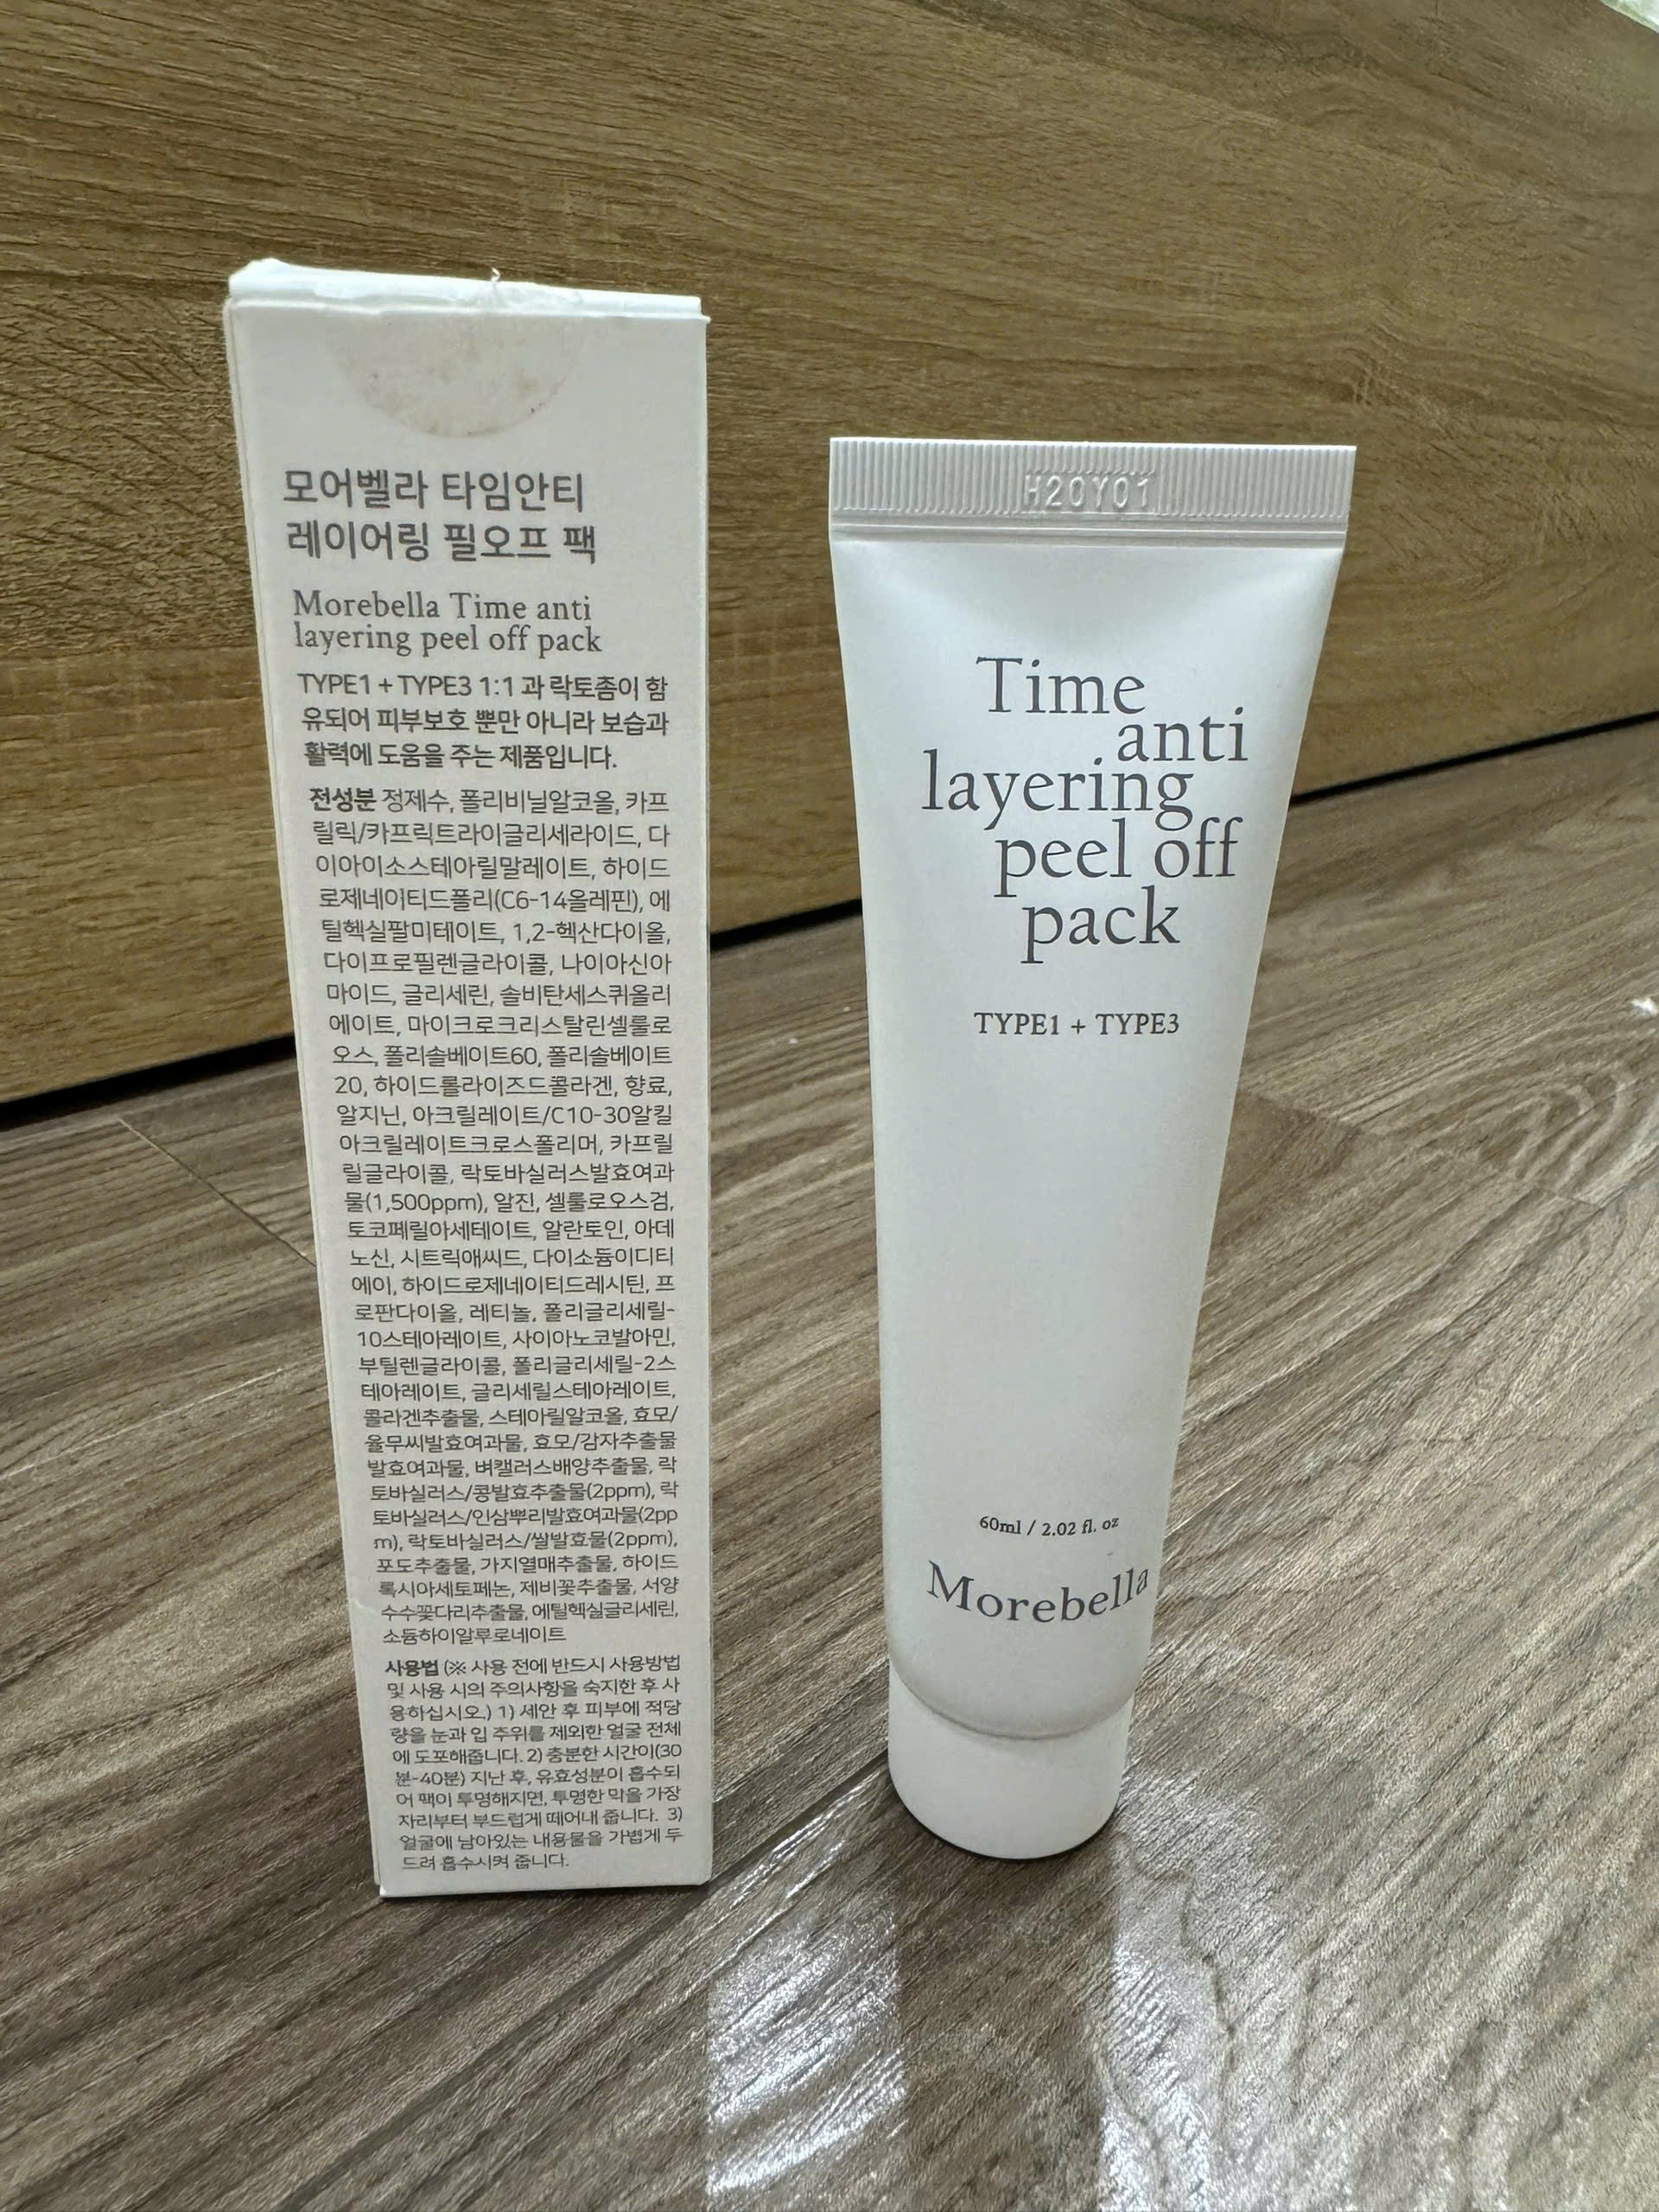 모어벨라 타임안티
레이어링 필오프 팩
Morebella Time anti
layering peel off pack
TYPE1 + TYPE3 1:1 과 락토좀이 함
유되어 피부보호 뿐만 아니라 보습과
활력에 도움을 주는 제품입니다.
전성분 정제수, 폴리비닐알코올, 카프
릴릭/카프릭트라이글리세라이드, 다
이아이소스테아릴말레이트, 하이드
로제네이티드폴리(C6-14올레핀), 에
틸헥실팔미테이트, 1,2-헥산다이올,
다이프로필렌글라이콜, 나이아신아
마이드, 글리세린, 솔비탄세스퀴올리
에이트, 마이크로크리스탈린셀룰로
오스, 폴리솔베이트60, 폴리솔베이트
20, 하이드롤라이즈드콜라겐, 향료,
알지닌, 아크릴레이트/C10-30알킬
아크릴레이트크로스폴리머, 카프릴
릴글라이콜, 락토바실러스발효여과
물(1,500ppm), 알진, 셀룰로오스검,
토코페릴아세테이트, 알란토인, 아데
노신, 시트릭애씨드, 다이소듐이디티
에이, 하이드로제네이티드레시틴, 프
로판다이올, 레티놀, 폴리글리세릴-
10스테아레이트, 사이아노코발아민,
부틸렌글라이콜, 폴리글리세릴-2스
테아레이트, 글리세릴스테아레이트,
콜라겐추출물, 스테아릴알코올, 효모/
율무씨발효여과물, 효모/감자추출물
발효여과물, 벼캘러스배양추출물, 락
토바실러스/콩발효추출물(2ppm), 락
토바실러스/인삼뿌리발효여과물(2pp
m), 락토바실러스/쌀발효물(2ppm),
포도추출물, 가지열매추출물, 하이드
록시아세토페논, 제비꽃추출물, 서양
수수꽃다리추출물, 에틸헥실글리세린,
소듐하이알루로네이트
사용법 (※ 사용 전에 반드시 사용방법
및 사용 시의 주의사항을 숙지한 후 사
용하십시오.) 1) 세안 후 피부에 적당
량을 눈과 입 주위를 제외한 얼굴 전체
에 도포해줍니다. 2) 충분한 시간이(30
분-40분) 지난 후, 유효성분이 흡수되
어 팩이 투명해지면, 투명한 막을 가장
자리부터 부드럽게 떼어내 줍니다. 3)
얼굴에 남아있는 내용물을 가볍게 두
드려 흡수시켜 줍니다.
H20Y01
Time
anti
layering
peel off
pack
TYPE1 + TYPE3
60ml / 2.02 fl. oz
Morebella